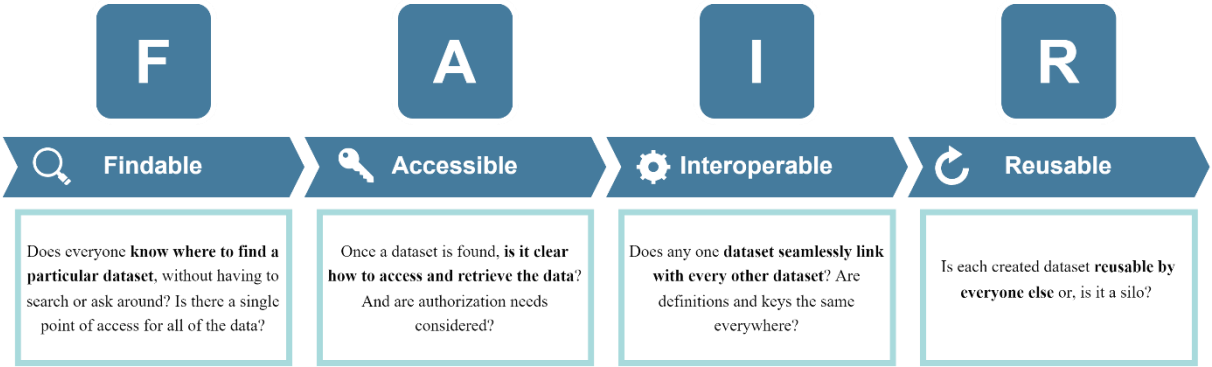 F
A
I
R
Findable
Accessible
Interoperable
Reusable
Does everyone know where to find a
particular dataset, without having to
search or ask around? Is there a single
point of access for all of the data?
Once a dataset is found, is it clear
how to access and retrieve the data?
And are authorization needs
considered?
Does any one dataset seamlessly link
with every other dataset? Are
definitions and keys the same
everywhere?
Is each created dataset reusable by
everyone else or, is it a silo?